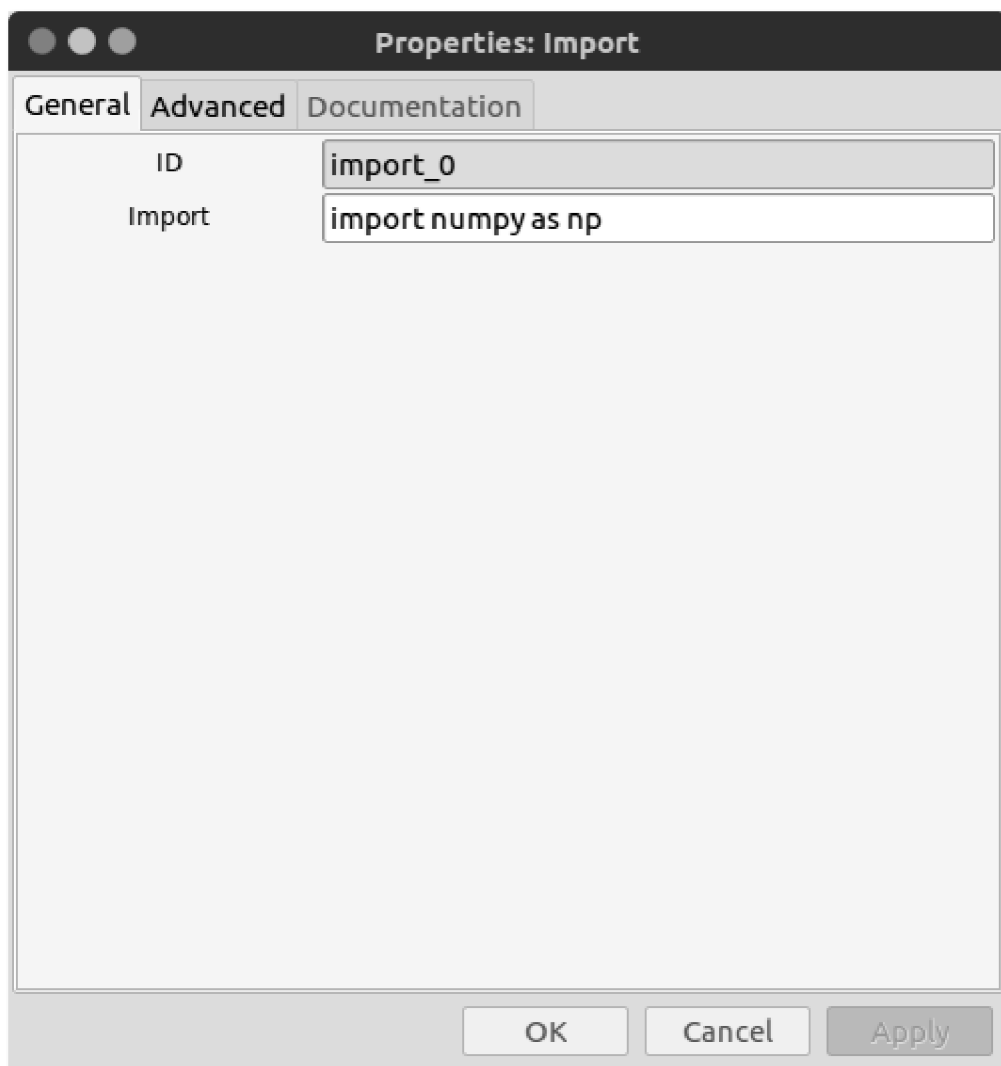 Properties: Import
General Advanced Documentation
ID import_0
Import import numpy as np
OK Cancel Apply